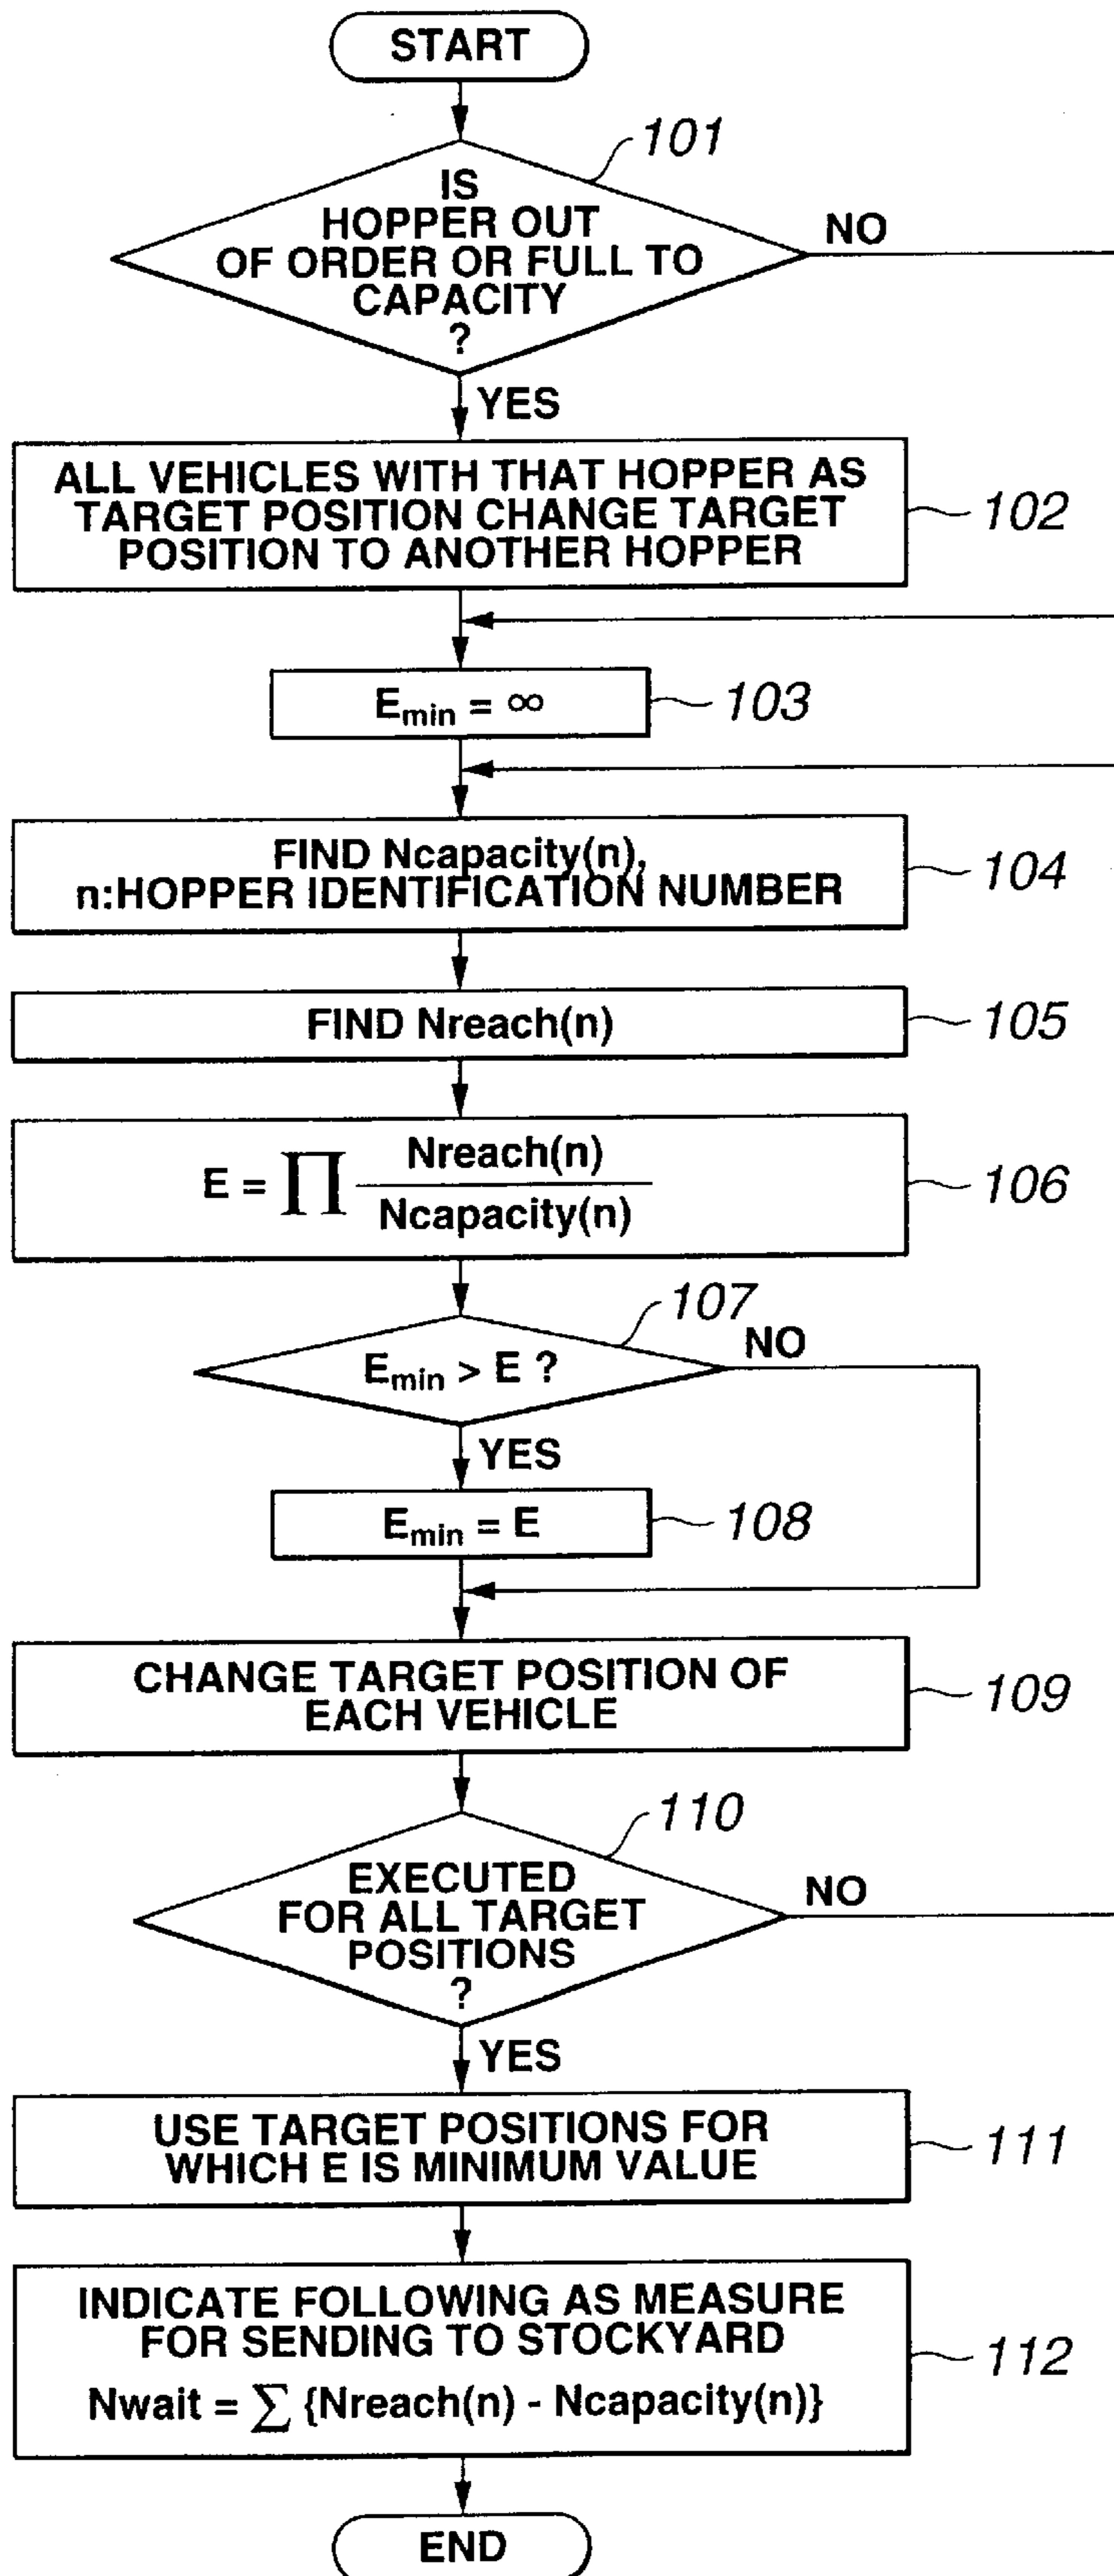 START
101
IS
HOPPER OUT
OF ORDER OR FULL TO
CAPACITY
?
NO
YES
ALL VEHICLES WITH THAT HOPPER AS
TARGET POSITION CHANGE TARGET
POSITION TO ANOTHER HOPPER
102
Emin = ∞
103
FIND Ncapacity(n),
n:HOPPER IDENTIFICATION NUMBER
104
FIND Nreach(n)
105
E = ∏ Nreach(n)
Ncapacity(n)
106
107
Emin > E ?
NO
YES
Emin = E
108
CHANGE TARGET POSITION OF
EACH VEHICLE
109
110
EXECUTED
FOR ALL TARGET
POSITIONS
?
NO
YES
USE TARGET POSITIONS FOR
WHICH E IS MINIMUM VALUE
111
INDICATE FOLLOWING AS MEASURE
FOR SENDING TO STOCKYARD
Nwait = ∑ {Nreach(n) - Ncapacity(n)}
112
END